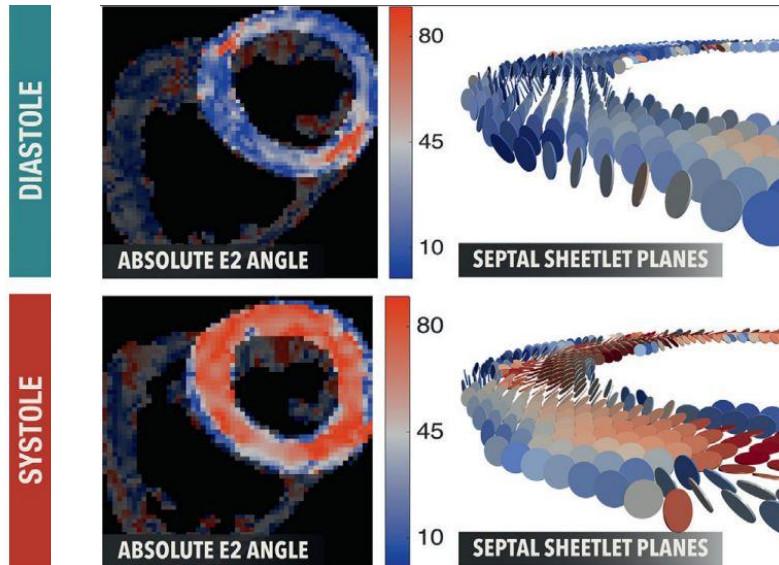 DIASTOLE
80
45
10
ABSOLUTE E2 ANGLE
SEPTAL SHEETLET PLANES
SYSTOLE
80
45
10
ABSOLUTE E2 ANGLE
SEPTAL SHEETLET PLANES